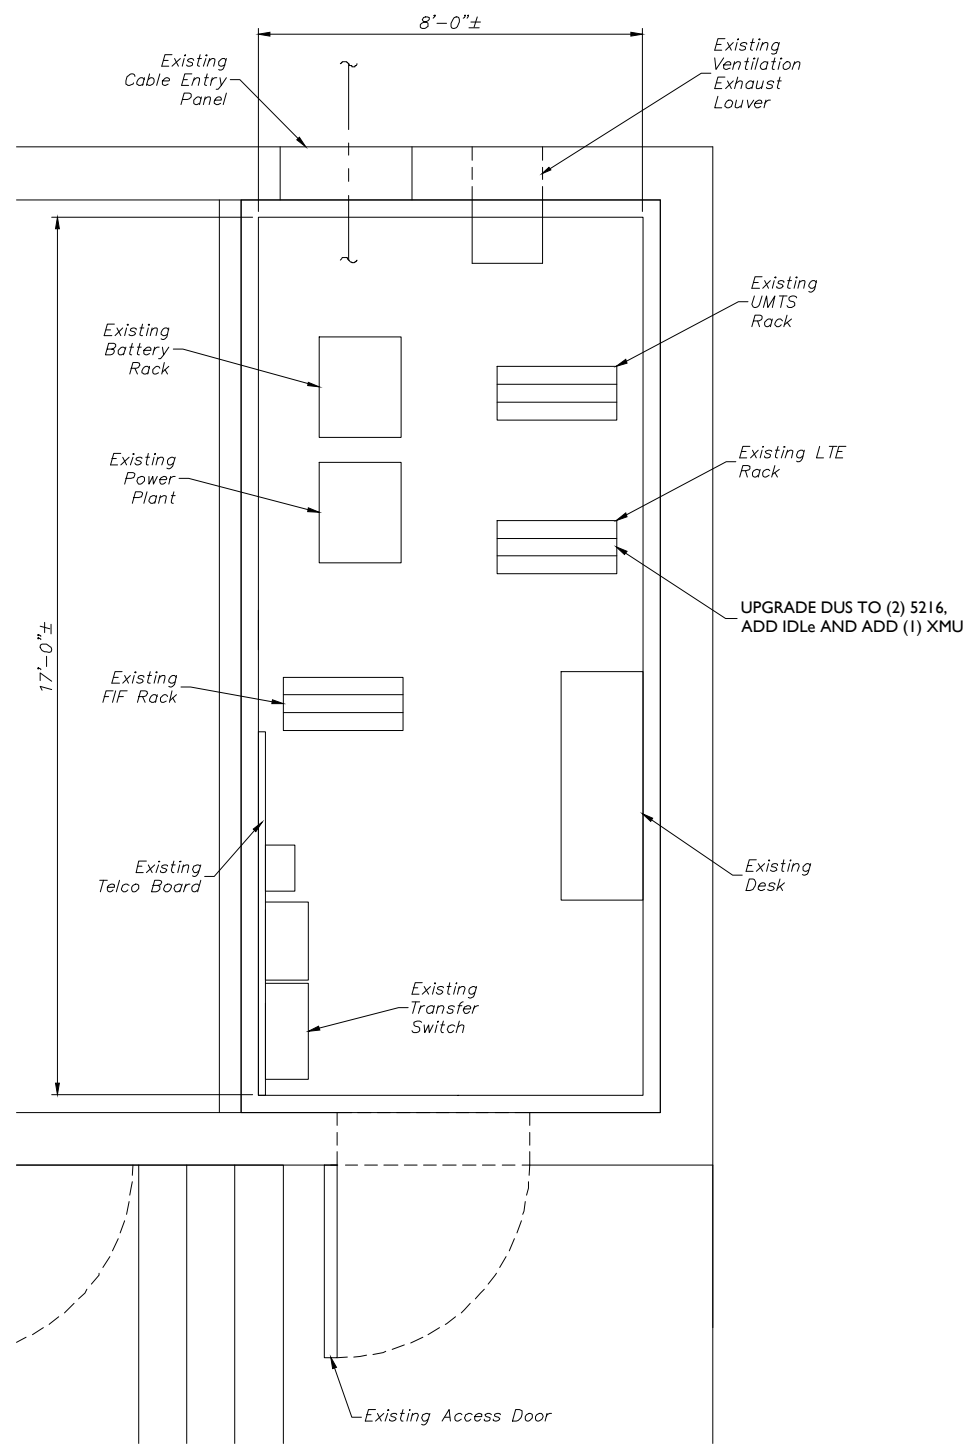 8'-0"±
Existing
Cable Entry
Panel
Existing
Ventilation
Exhaust
Louver
Existing
UMTS
Rack
Existing
Battery
Rack
Existing LTE
Rack
Existing
Power
Plant
UPGRADE DUS TO (2) 5216,
ADD IDLe AND ADD (1) XMU
17'-0"±
Existing
FIF Rack
Existing
Telco Board
Existing
Desk
Existing
Transfer
Switch
Existing Access Door